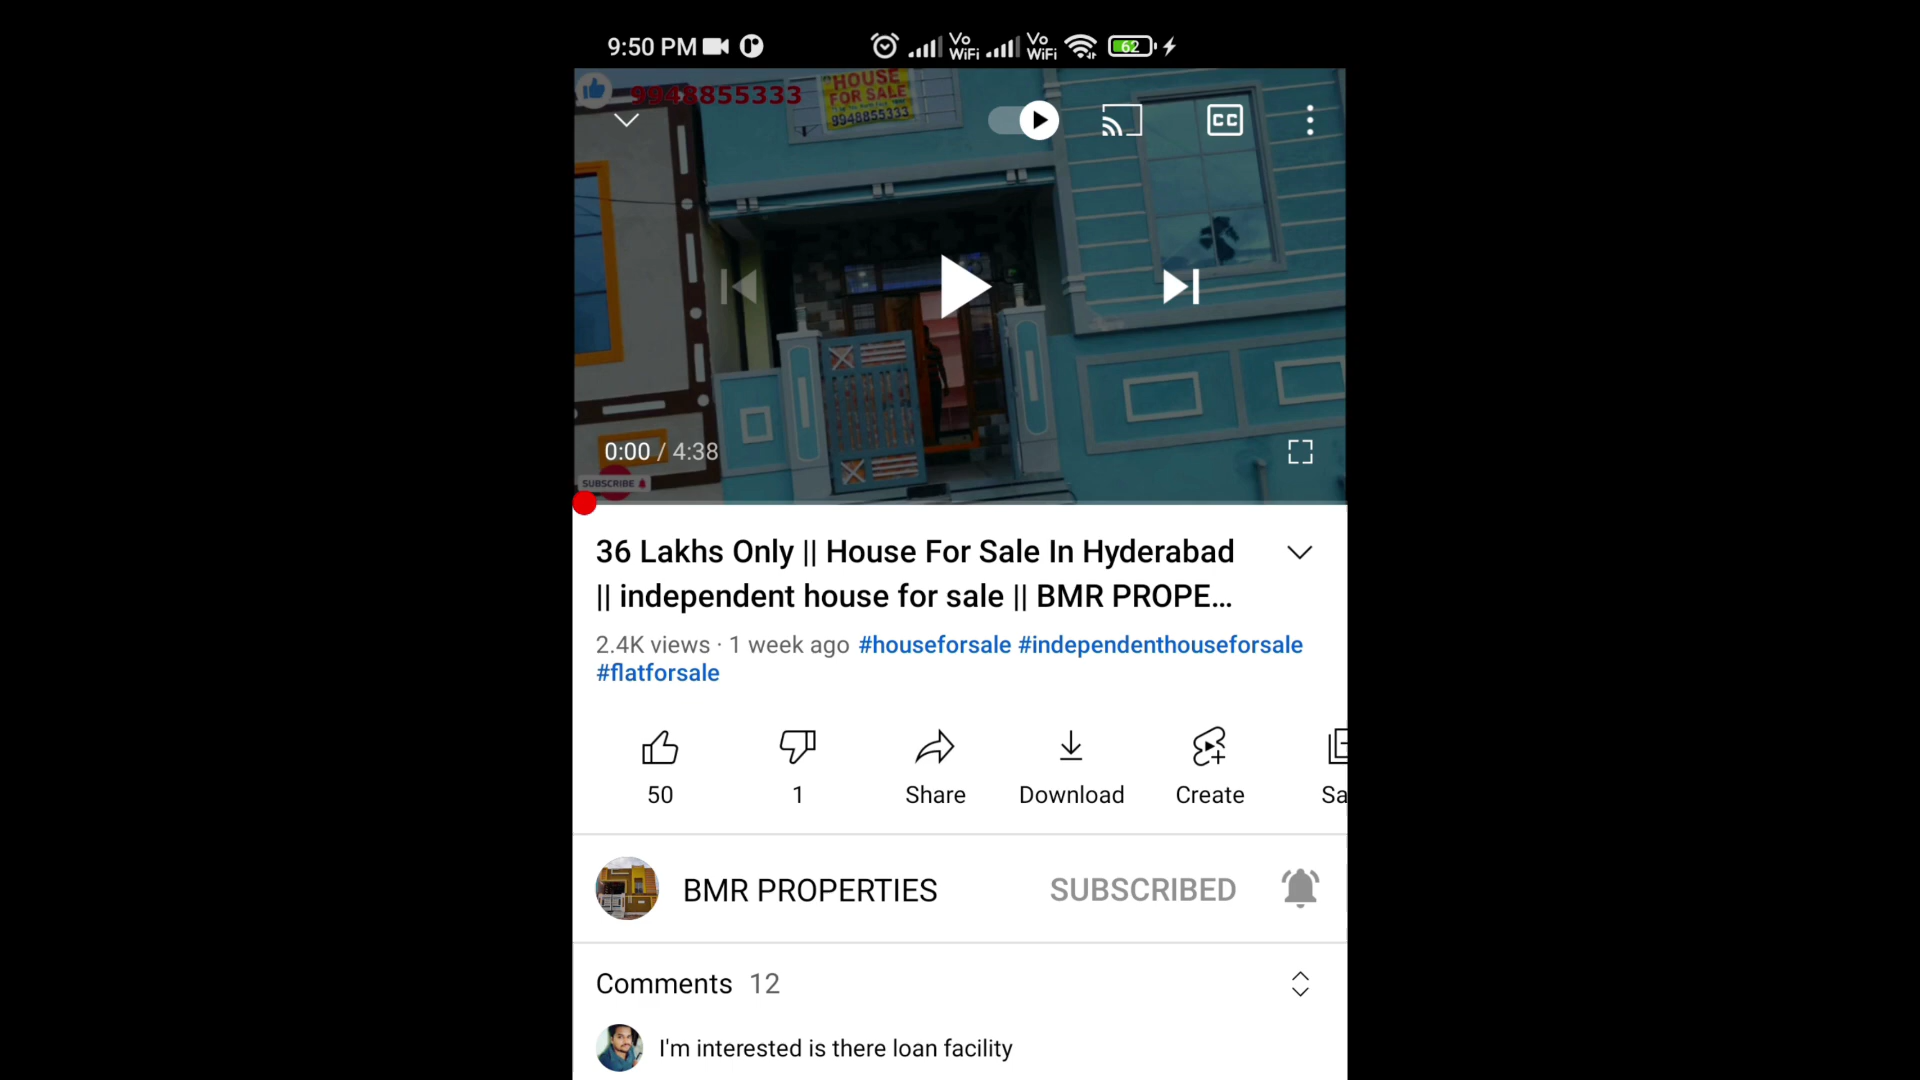 9:50 PM
Vo WiFi
Vo WiFi
62
9948855333
HOUSE
FOR SALE
9948855333
CC
0:00 / 4:38
SUBSCRIBE
36 Lakhs Only || House For Sale In Hyderabad
|| independent house for sale || BMR PROPE...
2.4K views · 1 week ago #houseforsale #independenthouseforsale
#flatforsale
50
1
Share
Download
Create
Sa
BMR PROPERTIES
SUBSCRIBED
Comments 12
I'm interested is there loan facility